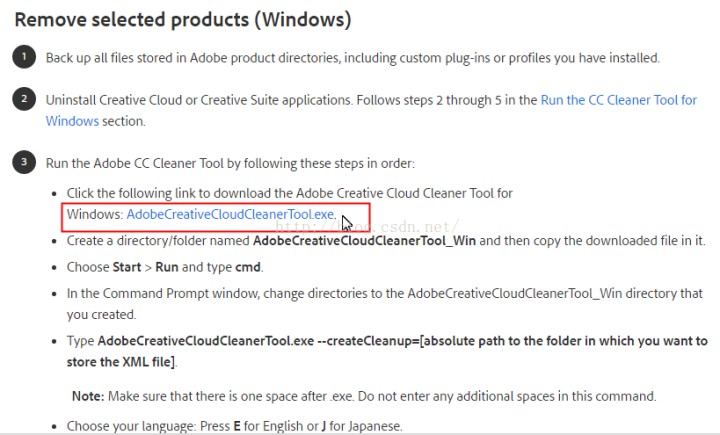 Remove selected products (Windows)
1 Back up all files stored in Adobe product directories, including custom plug-ins or profiles you have installed.
2 Uninstall Creative Cloud or Creative Suite applications. Follows steps 2 through 5 in the Run the CC Cleaner Tool for
Windows section.
3 Run the Adobe CC Cleaner Tool by following these steps in order:
• Click the following link to download the Adobe Creative Cloud Cleaner Tool for
Windows: AdobeCreativeCloudCleanerTool.exe.
http://blog.csdn.net/
• Create a directory/folder named AdobeCreativeCloudCleanerTool_Win and then copy the downloaded file in it.
• Choose Start > Run and type cmd.
• In the Command Prompt window, change directories to the AdobeCreativeCloudCleanerTool_Win directory that
you created.
• Type AdobeCreativeCloudCleanerTool.exe --createCleanup=[absolute path to the folder in which you want to
store the XML file].
Note: Make sure that there is one space after .exe. Do not enter any additional spaces in this command.
• Choose your language: Press E for English or J for Japanese.